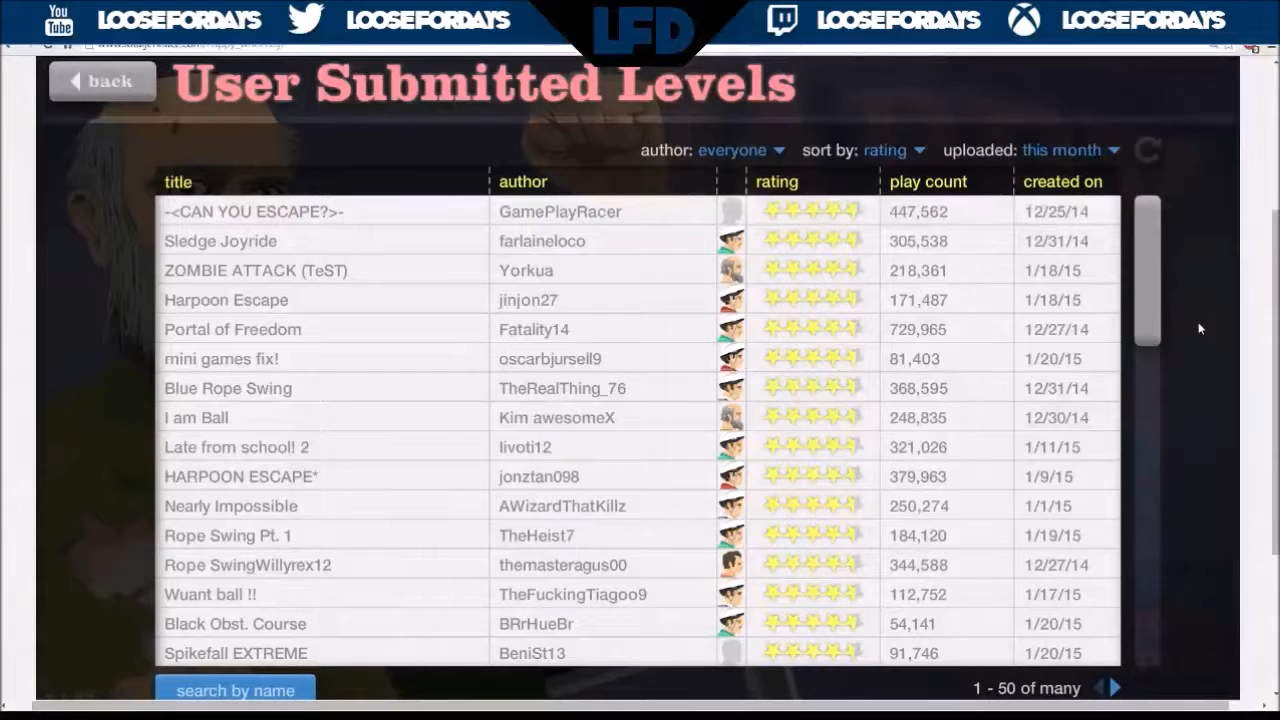 You Tube LOOSEFORDAYS LOOSEFORDAYS LFD LOOSEFORDAYS LOOSEFORDAYS
back User Submitted Levels
author: everyone sort by: rating uploaded: this month
title author rating play count created on
-<CAN YOU ESCAPE?>- GamePlayRacer 447,562 12/25/14
Sledge Joyride farlaineloco 305,538 12/31/14
ZOMBIE ATTACK (TeST) Yorkua 218,361 1/18/15
Harpoon Escape jinjon27 171,487 1/18/15
Portal of Freedom Fatality14 729,965 12/27/14
mini games fix! oscarbjursell9 81,403 1/20/15
Blue Rope Swing TheRealThing_76 368,595 12/31/14
I am Ball Kim awesomeX 248,835 12/30/14
Late from school! 2 livoti12 321,026 1/11/15
HARPOON ESCAPE* jonztan098 379,963 1/9/15
Nearly Impossible AWizardThatKillz 250,274 1/1/15
Rope Swing Pt. 1 TheHeist7 184,120 1/19/15
Rope SwingWillyrex12 themasteragus00 344,588 12/27/14
Wuant ball !! TheFuckingTiagoo9 112,752 1/17/15
Black Obst. Course BRrHueBr 54,141 1/20/15
Spikefall EXTREME BeniSt13 91,746 1/20/15
search by name 1 - 50 of many